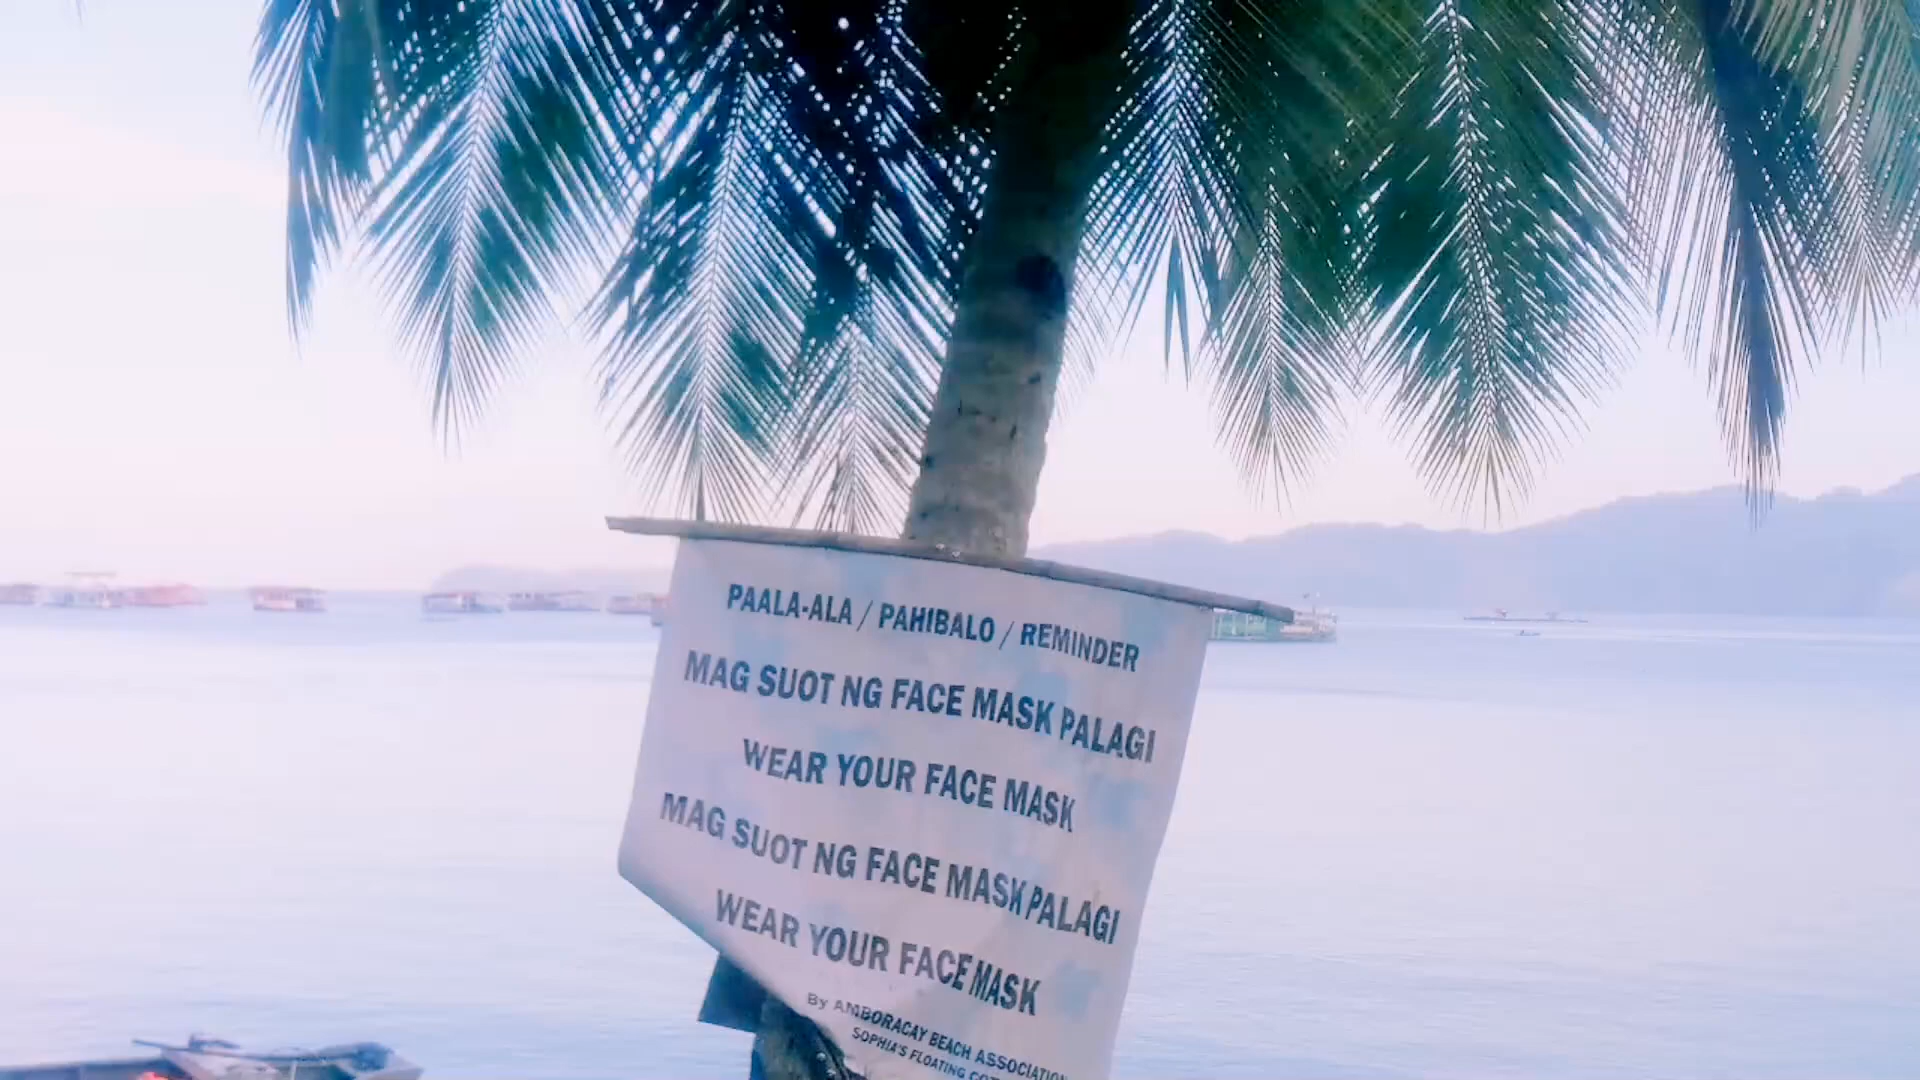 PAALA-ALA / PAHIBALO / REMINDER
MAG SUOT NG FACE MASK PALAGI
WEAR YOUR FACE MASK
MAG SUOT NG FACE MASK PALAGI
WEAR YOUR FACE MASK
By AMBORACAY BEACH ASSOCIATION
SOPHIA'S FLOATING